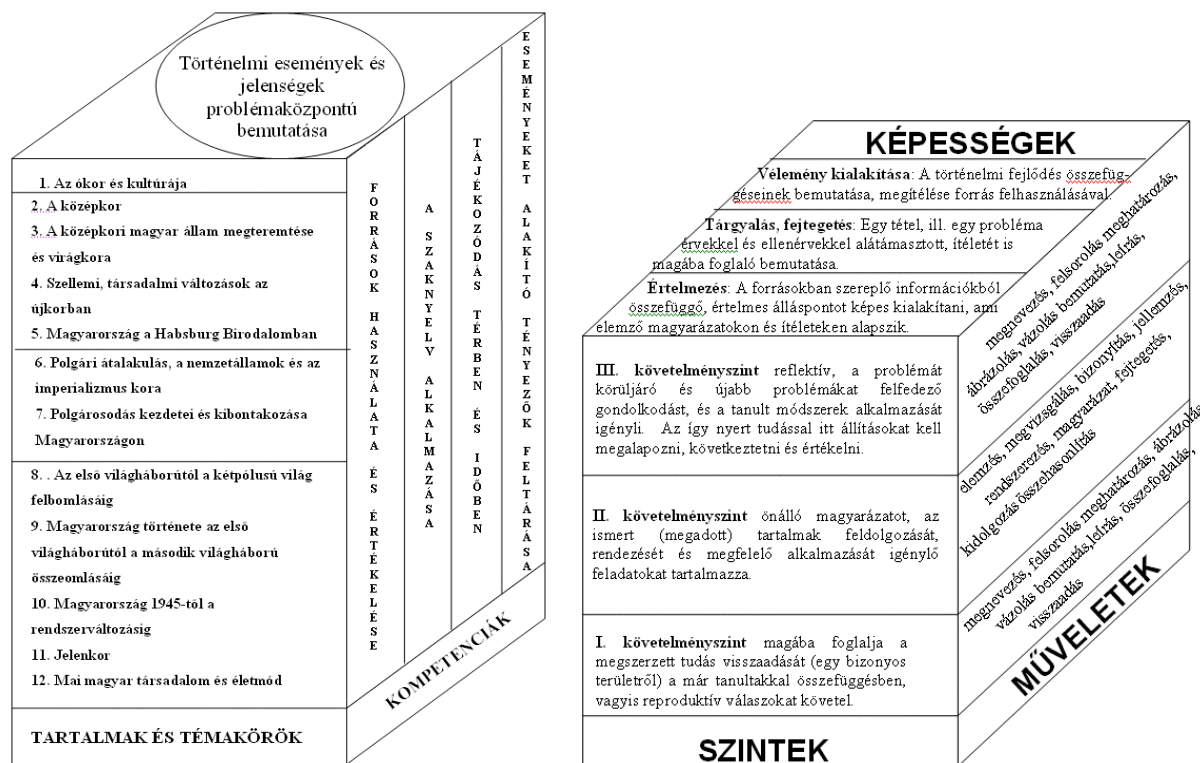 Történelmi események és
jelenségek
problémaközpontú
bemutatása
1. Az ókor és kultúrája
2. A középkor
3. A középkori magyar állam megteremtése
és virágkora
4. Szellemi, társadalmi változások az
újkorban
5. Magyarország a Habsburg Birodalomban
6. Polgári átalakulás, a nemzetállamok és az
imperializmus kora
7. Polgárosodás kezdetei és kibontakozása
Magyarországon
8. . Az első világháborútól a kétpólusú világ
felbomlásáig
9. Magyarország története az első
világháborútól a második világháború
összeomlásáig
10. Magyarország 1945-től a
rendszerváltozásig
11. Jelenkor
12. Mai magyar társadalom és életmód
TARTALMAK ÉS TÉMAKÖRÖK
FORRÁSOK HASZNÁLATA ÉS ÉRTÉKELÉSE
A SZAKNYELV ALKALMAZÁSA
TÁJÉKOZÓDÁS TÉRBEN ÉS IDŐBEN
ESEMÉNYEKET ALAKÍTÓ TÉNYEZŐK FELTÁRÁSA
KOMPETENCIÁK
KÉPESSÉGEK
Vélemény kialakítása: A történelmi fejlődés összefüg-
géseinek bemutatása, megítélése forrás felhasználásával.
Tárgyalás, fejtegetés: Egy tétel, ill. egy probléma
érvekkel és ellenérvekkel alátámasztott, ítéletét is
magába foglaló bemutatása.
Értelmezés: A forrásokban szereplő információkból
összefüggő, értelmes álláspontot képes kialakítani, ami
elemző magyarázatokon és ítéleteken alapszik.
III. követelményszint reflektív, a problémát
körüljáró és újabb problémákat felfedező
gondolkodást, és a tanult módszerek alkalmazását
igényli. Az így nyert tudással itt állításokat kell
megalapozni, következtetni és értékelni.
II. követelményszint önálló magyarázatot, az
ismert (megadott) tartalmak feldolgozását,
rendezését és megfelelő alkalmazását igénylő
feladatokat tartalmazza.
I. követelményszint magába foglalja a
megszerzett tudás visszaadását (egy bizonyos
területről) a már tanultakkal összefüggésben,
vagyis reproduktív válaszokat követel.
SZINTEK
megnevezés, felsorolás meghatározás,
ábrázolás, vázolás bemutatás,leírás,
összefoglalás, visszaadás
elemzés, megvizsgálás, bizonyítás, jellemzés,
rendszerezés, magyarázat, fejtegetés,
kidolgozás összehasonlítás
megnevezés, felsorolás meghatározás, ábrázolás,
vázolás bemutatás,leírás, összefoglalás,
visszaadás
MŰVELETEK